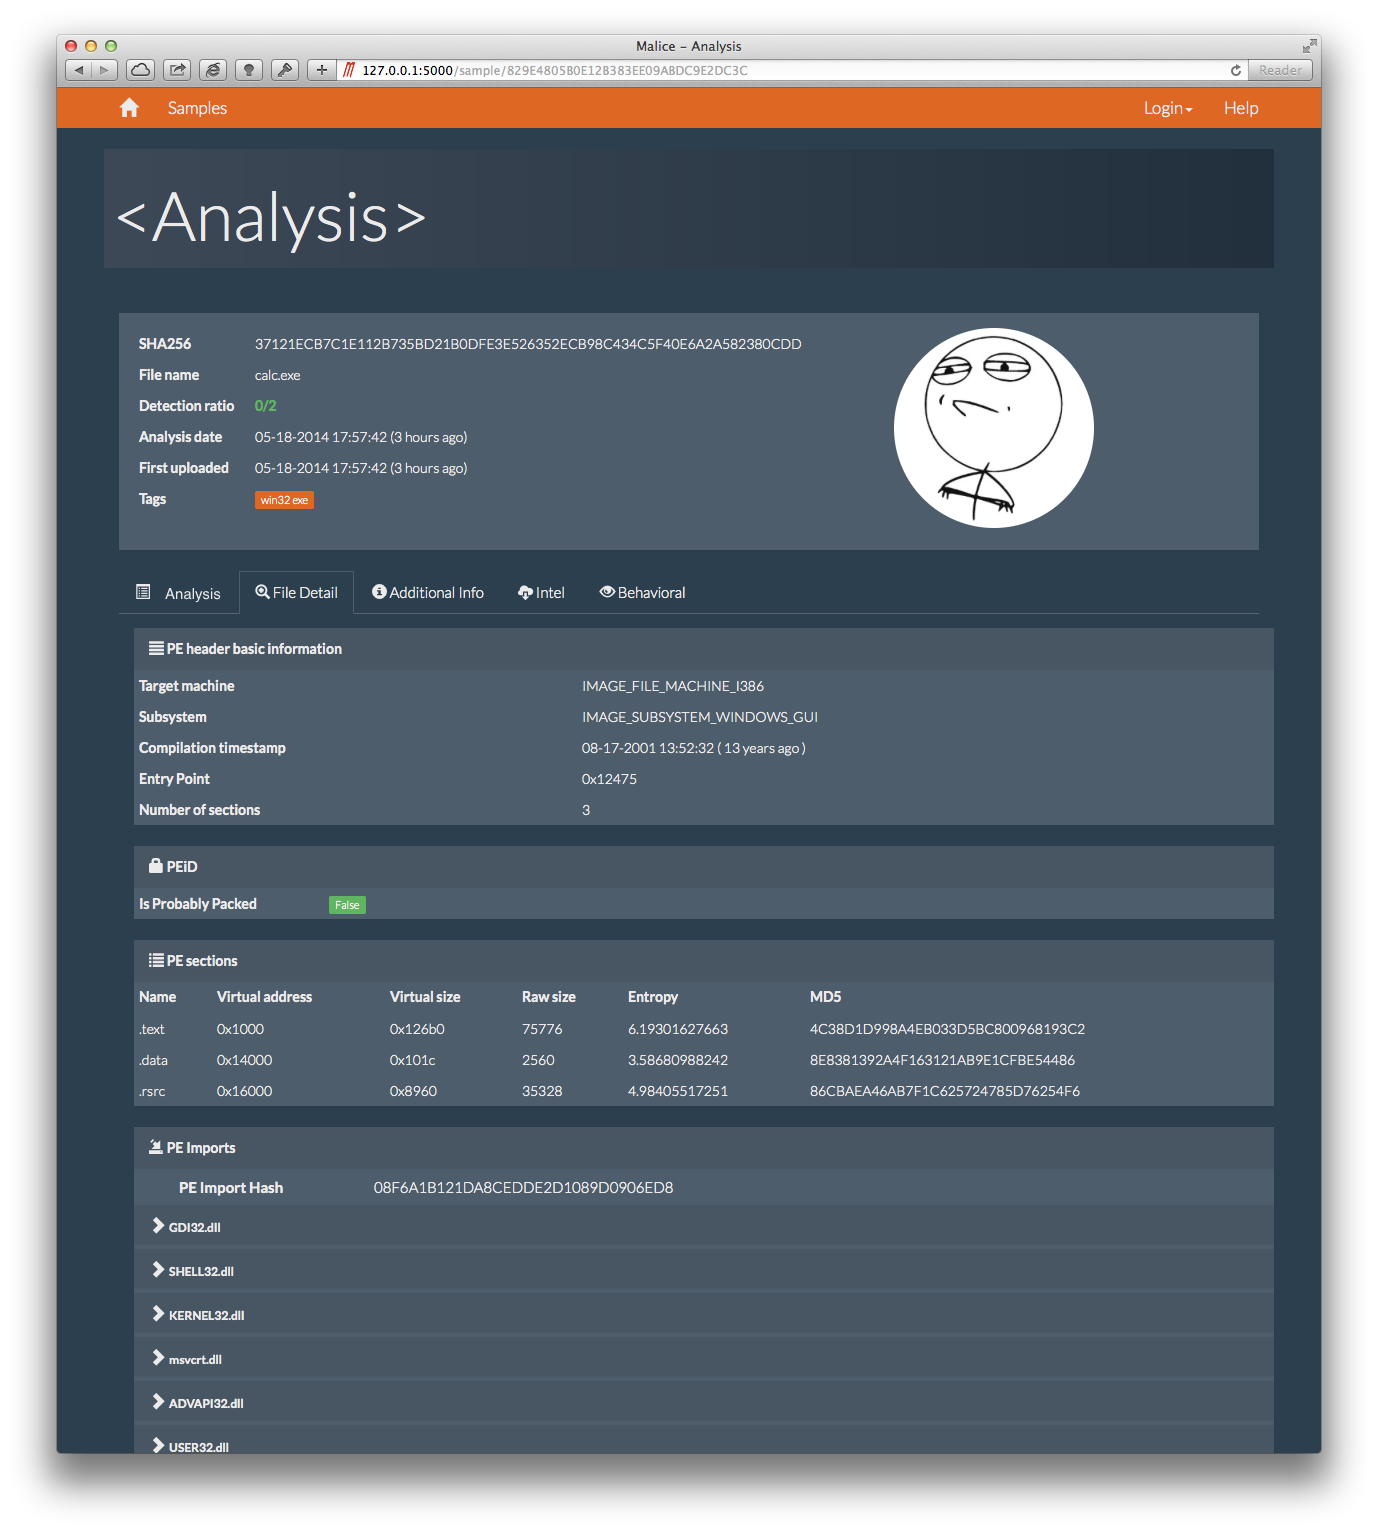 Malice – Analysis
127.0.0.1:5000/sample/829E4805B0E12B383EE09ABDC9E2DC3C
Reader
Samples
Login
Help
<Analysis>
SHA256 37121ECB7C1E112B735BD21B0DFE3E526352ECB98C434C5F40E6A2A582380CDD
File name calc.exe
Detection ratio 0/2
Analysis date 05-18-2014 17:57:42 (3 hours ago)
First uploaded 05-18-2014 17:57:42 (3 hours ago)
Tags win32 exe
Analysis File Detail Additional Info Intel Behavioral
PE header basic information
Target machine IMAGE_FILE_MACHINE_I386
Subsystem IMAGE_SUBSYSTEM_WINDOWS_GUI
Compilation timestamp 08-17-2001 13:52:32 ( 13 years ago )
Entry Point 0x12475
Number of sections 3
PEiD
Is Probably Packed False
PE sections
Name Virtual address Virtual size Raw size Entropy MD5
.text 0x1000 0x126b0 75776 6.19301627663 4C38D1D998A4EB033D5BC800968193C2
.data 0x14000 0x101c 2560 3.58680988242 8E8381392A4F163121AB9E1CFBE54486
.rsrc 0x16000 0x8960 35328 4.98405517251 86CBAEA46AB7F1C625724785D76254F6
PE Imports
PE Import Hash 08F6A1B121DA8CEDDE2D1089D0906ED8
GDI32.dll
SHELL32.dll
KERNEL32.dll
msvcrt.dll
ADVAPI32.dll
USER32.dll